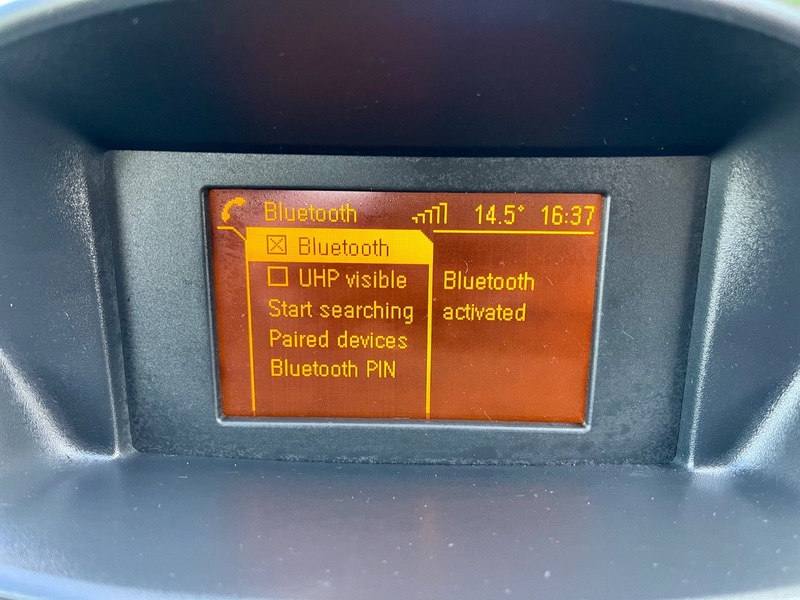 Bluetooth 14.5° 16:37
Bluetooth
UHP visible
Start searching
Paired devices
Bluetooth PIN
Bluetooth
activated